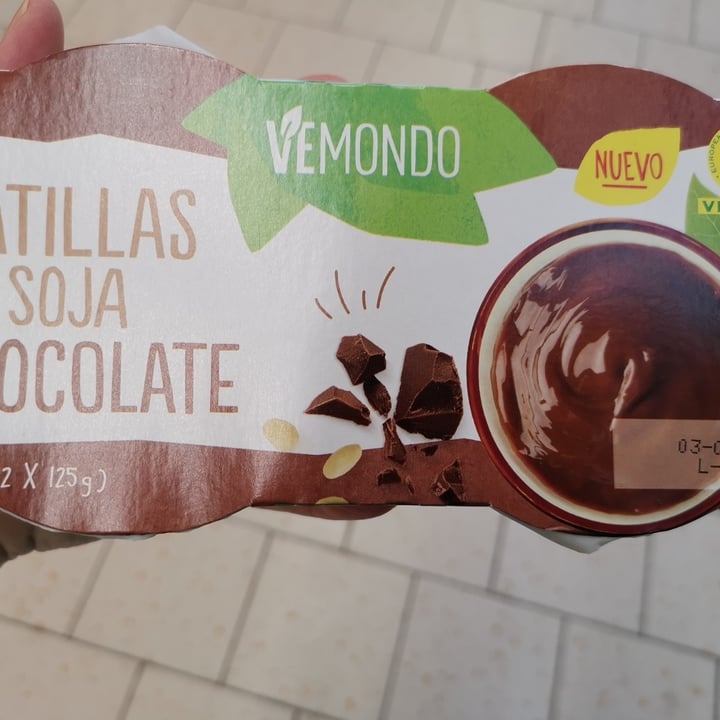 VEMONDO
NUEVO
ATILLAS
SOJA
OCOLATE
2 X 125g)
03-0
L-